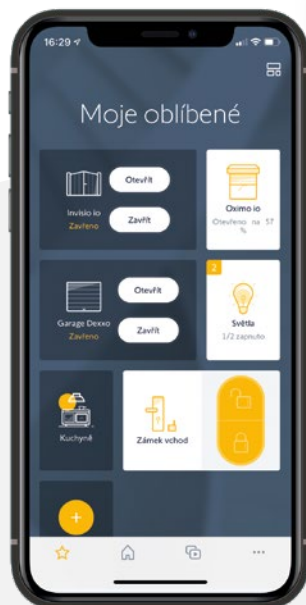 16:29
Moje oblíbené
Otevřít
Invisio io
Zavřeno
Zavřít
Oximo io
Otevřeno na 57
%
Otevřít
Garage Dexxo
Zavřeno
Zavřít
2
Světla
1/2 zapnuto
Kuchyně
Zámek vchod